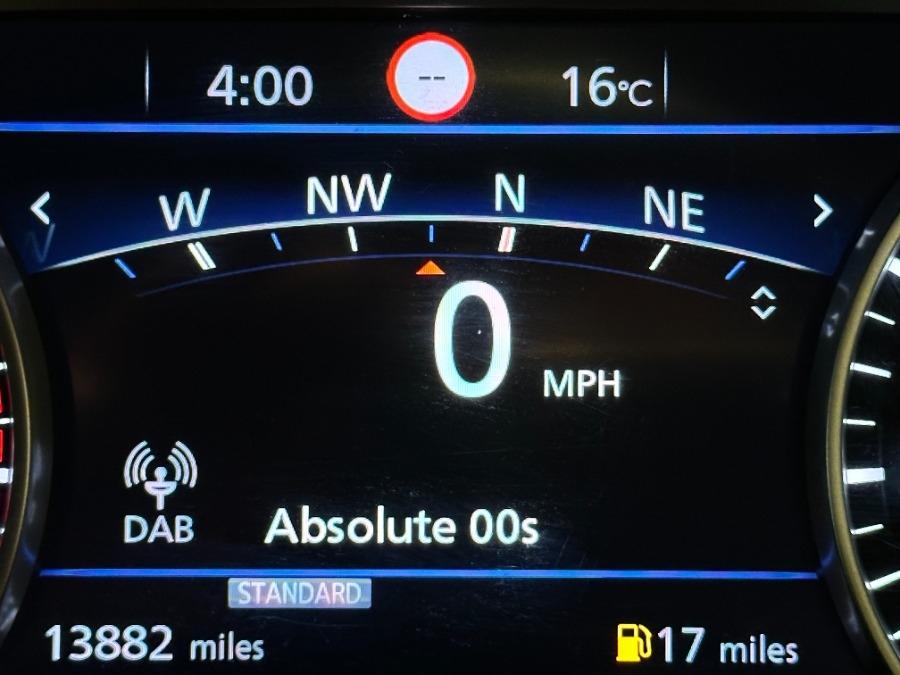 4:00 -- 16°C
W NW N NE
0 MPH
DAB Absolute 00s
STANDARD
13882 miles 17 miles